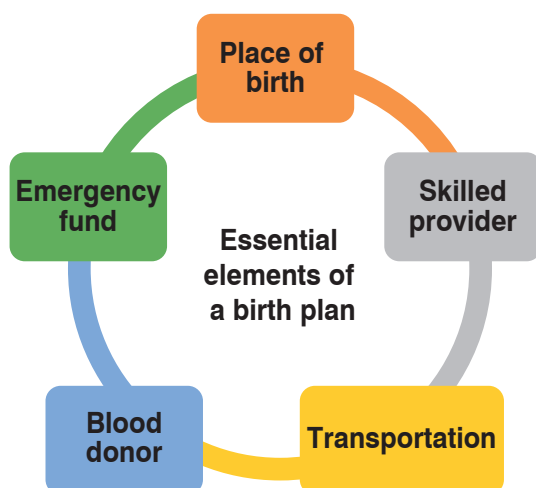 Place of
birth
Skilled
provider
Transportation
Blood
donor
Emergency
fund
Essential
elements of
a birth plan